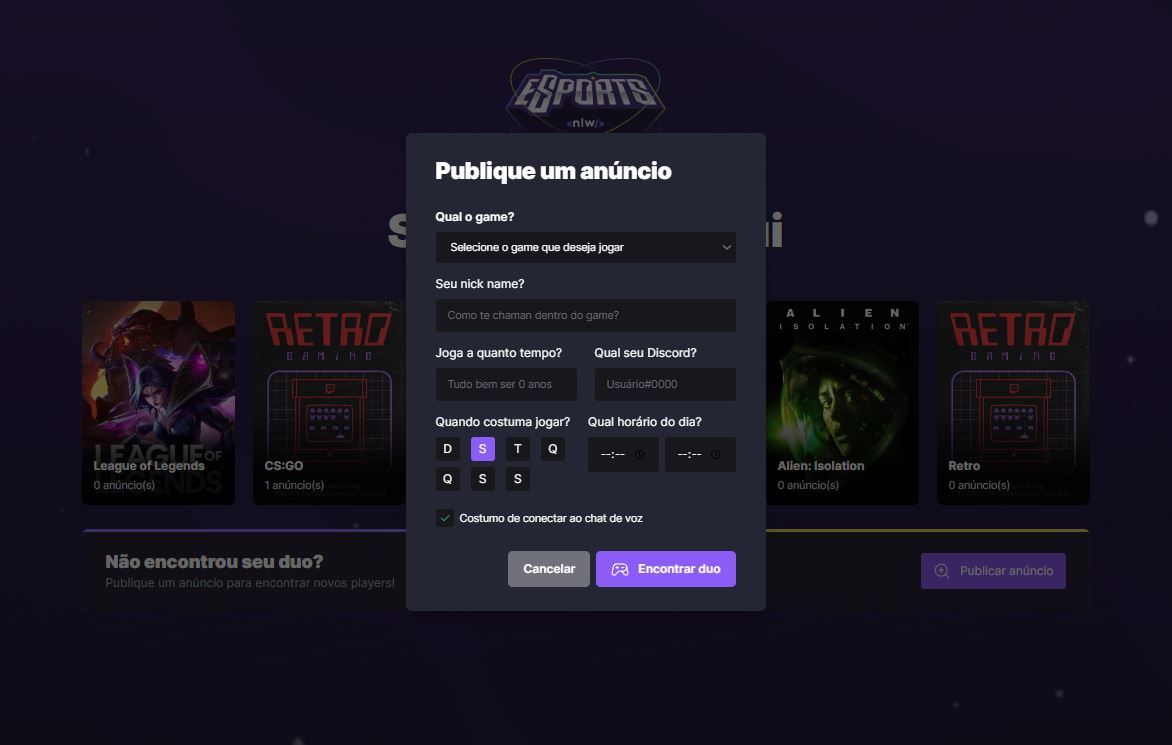 ESPORTS
<nlw/>
Publique um anúncio
Qual o game?
Selecione o game que deseja jogar
Seu nick name?
Como te chaman dentro do game?
Joga a quanto tempo?
Qual seu Discord?
Tudo bem ser 0 anos
Usuário#0000
Quando costuma jogar?
Qual horário do dia?
D S T Q
--:-- --:--
Q S S
Costumo de conectar ao chat de voz
Cancelar
Encontrar duo
LEAGUE OF
LEGENDS
League of Legends
0 anúncio(s)
RETRO
GAMING
CS:GO
1 anúncio(s)
ALIEN
ISOLATION
Alien: Isolation
0 anúncio(s)
RETRO
GAMING
Retro
0 anúncio(s)
Não encontrou seu duo?
Publique um anúncio para encontrar novos players!
Publicar anúncio